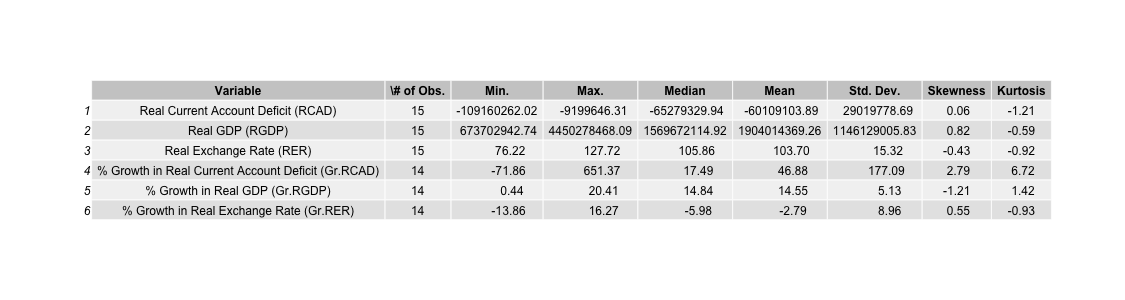 Variable \# of Obs. Min. Max. Median Mean Std. Dev. Skewness Kurtosis
1 Real Current Account Deficit (RCAD) 15 -109160262.02 -9199646.31 -65279329.94 -60109103.89 29019778.69 0.06 -1.21
2 Real GDP (RGDP) 15 673702942.74 4450278468.09 1569672114.92 1904014369.26 1146129005.83 0.82 -0.59
3 Real Exchange Rate (RER) 15 76.22 127.72 105.86 103.70 15.32 -0.43 -0.92
4 % Growth in Real Current Account Deficit (Gr.RCAD) 14 -71.86 651.37 17.49 46.88 177.09 2.79 6.72
5 % Growth in Real GDP (Gr.RGDP) 14 0.44 20.41 14.84 14.55 5.13 -1.21 1.42
6 % Growth in Real Exchange Rate (Gr.RER) 14 -13.86 16.27 -5.98 -2.79 8.96 0.55 -0.93